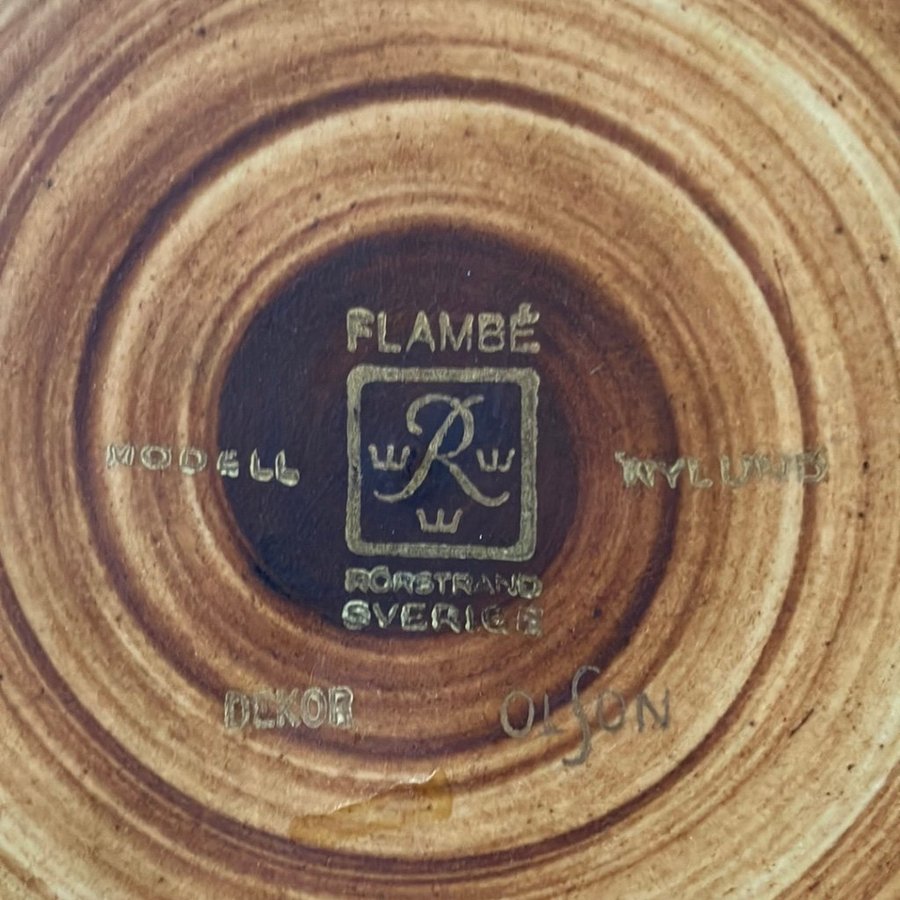 FLAMBÉ
R
MODELL NYLUND
RÖRSTRAND
SVERIGE
DEKOR OLSON